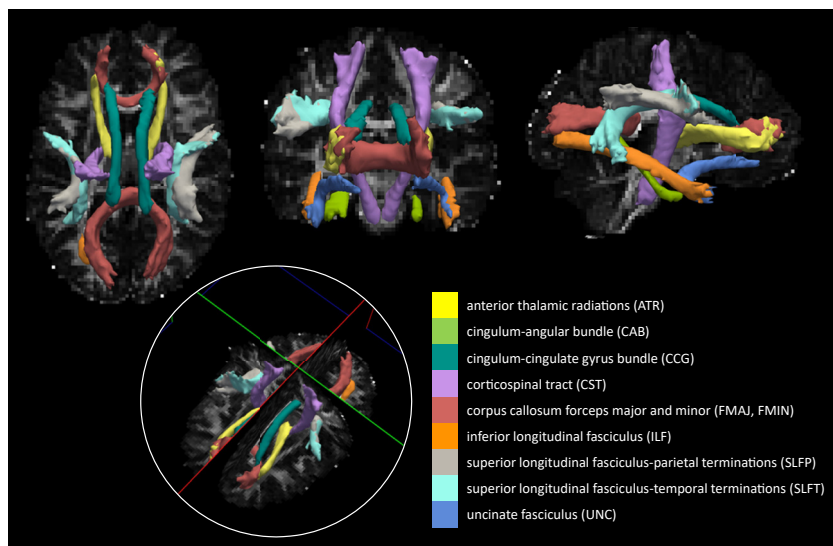 anterior thalamic radiations (ATR)
cingulum-angular bundle (CAB)
cingulum-cingulate gyrus bundle (CCG)
corticospinal tract (CST)
corpus callosum forceps major and minor (FMAJ, FMIN)
inferior longitudinal fasciculus (ILF)
superior longitudinal fasciculus-parietal terminations (SLFP)
superior longitudinal fasciculus-temporal terminations (SLFT)
uncinate fasciculus (UNC)